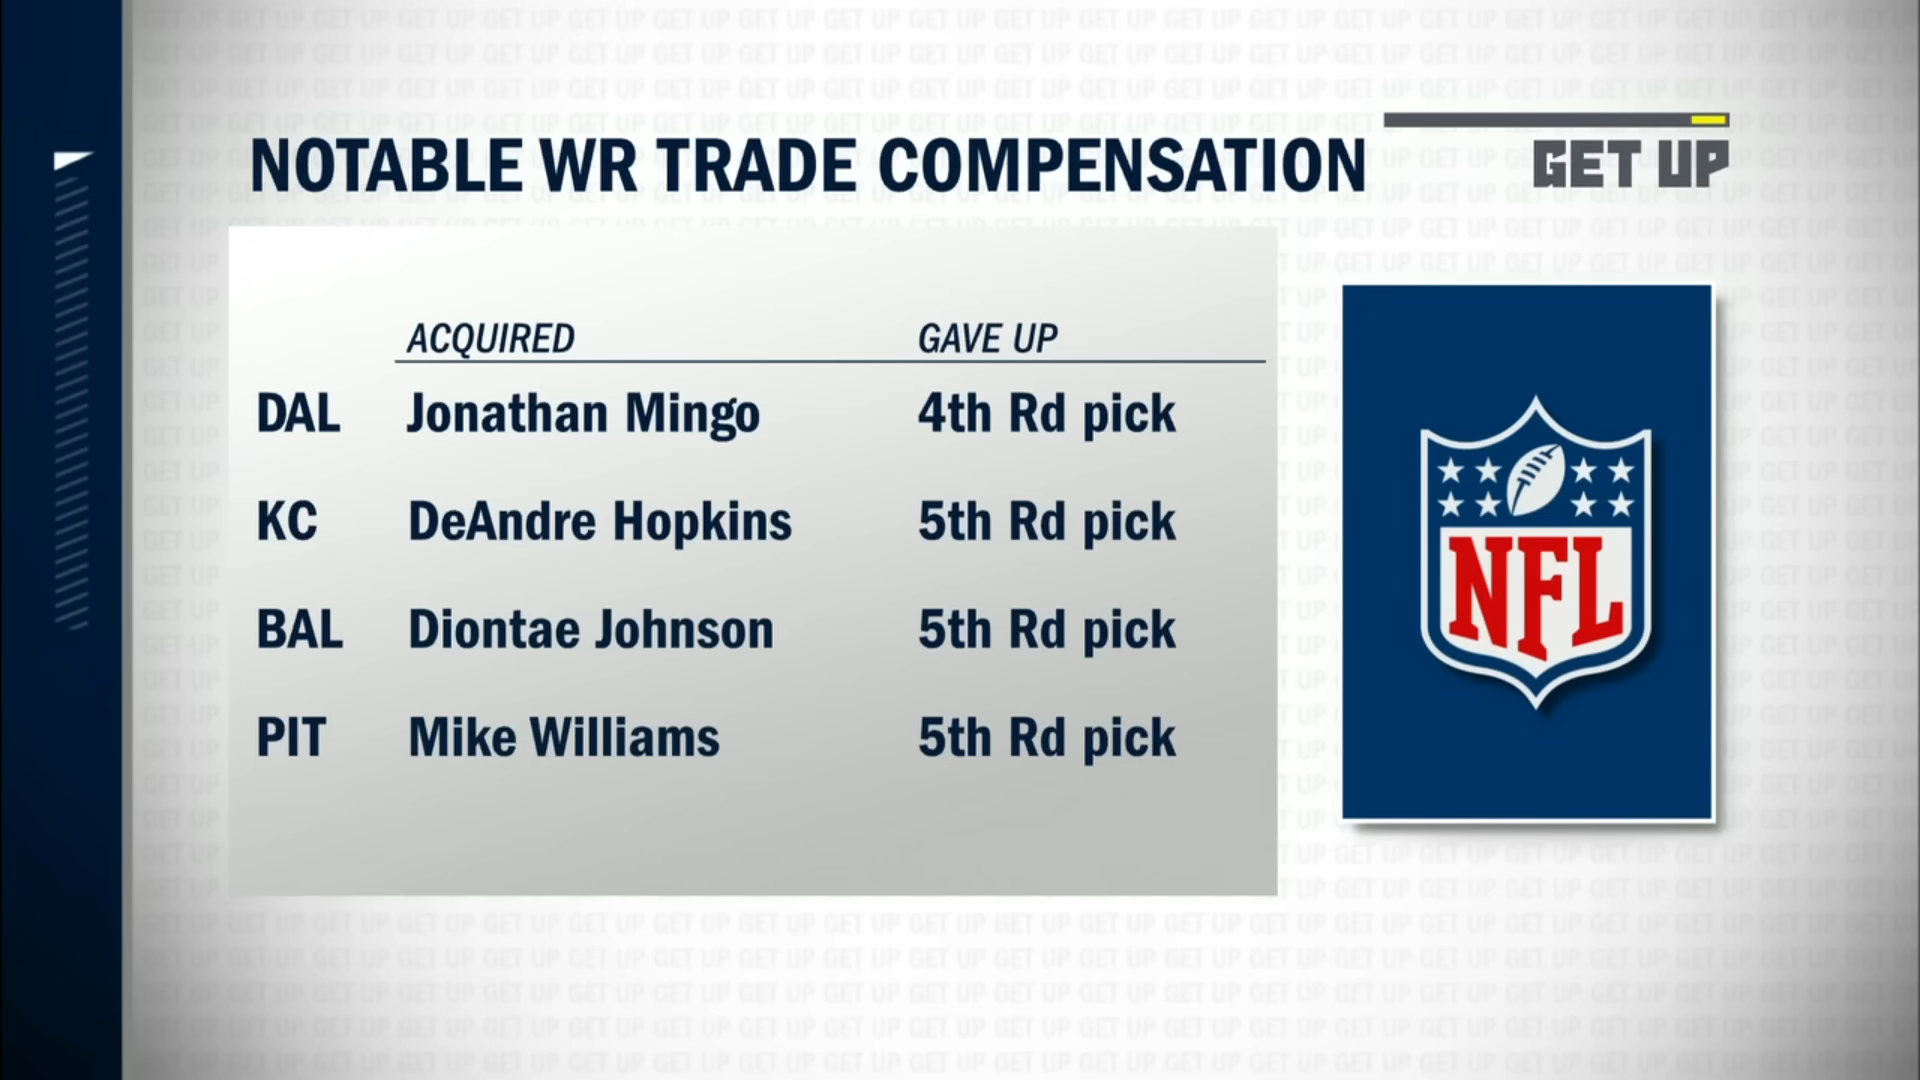 NOTABLE WR TRADE COMPENSATION
GET UP
ACQUIRED GAVE UP
DAL Jonathan Mingo 4th Rd pick
KC DeAndre Hopkins 5th Rd pick
BAL Diontae Johnson 5th Rd pick
PIT Mike Williams 5th Rd pick
NFL